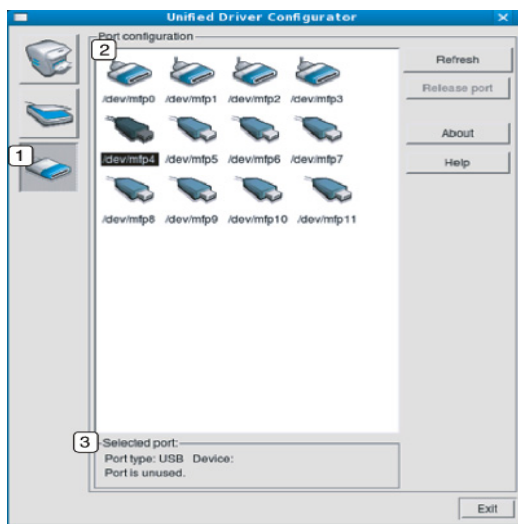 Unified Driver Configurator
Port configuration
2
Refresh
/dev/mfp0 /dev/mfp1 /dev/mfp2 /dev/mfp3
Release port
About
1
/dev/mfp4 /dev/mfp5 /dev/mfp6 /dev/mfp7
Help
/dev/mfp8 /dev/mfp9 /dev/mfp10 /dev/mfp11
3
Selected port:
Port type: USB Device:
Port is unused.
Exit